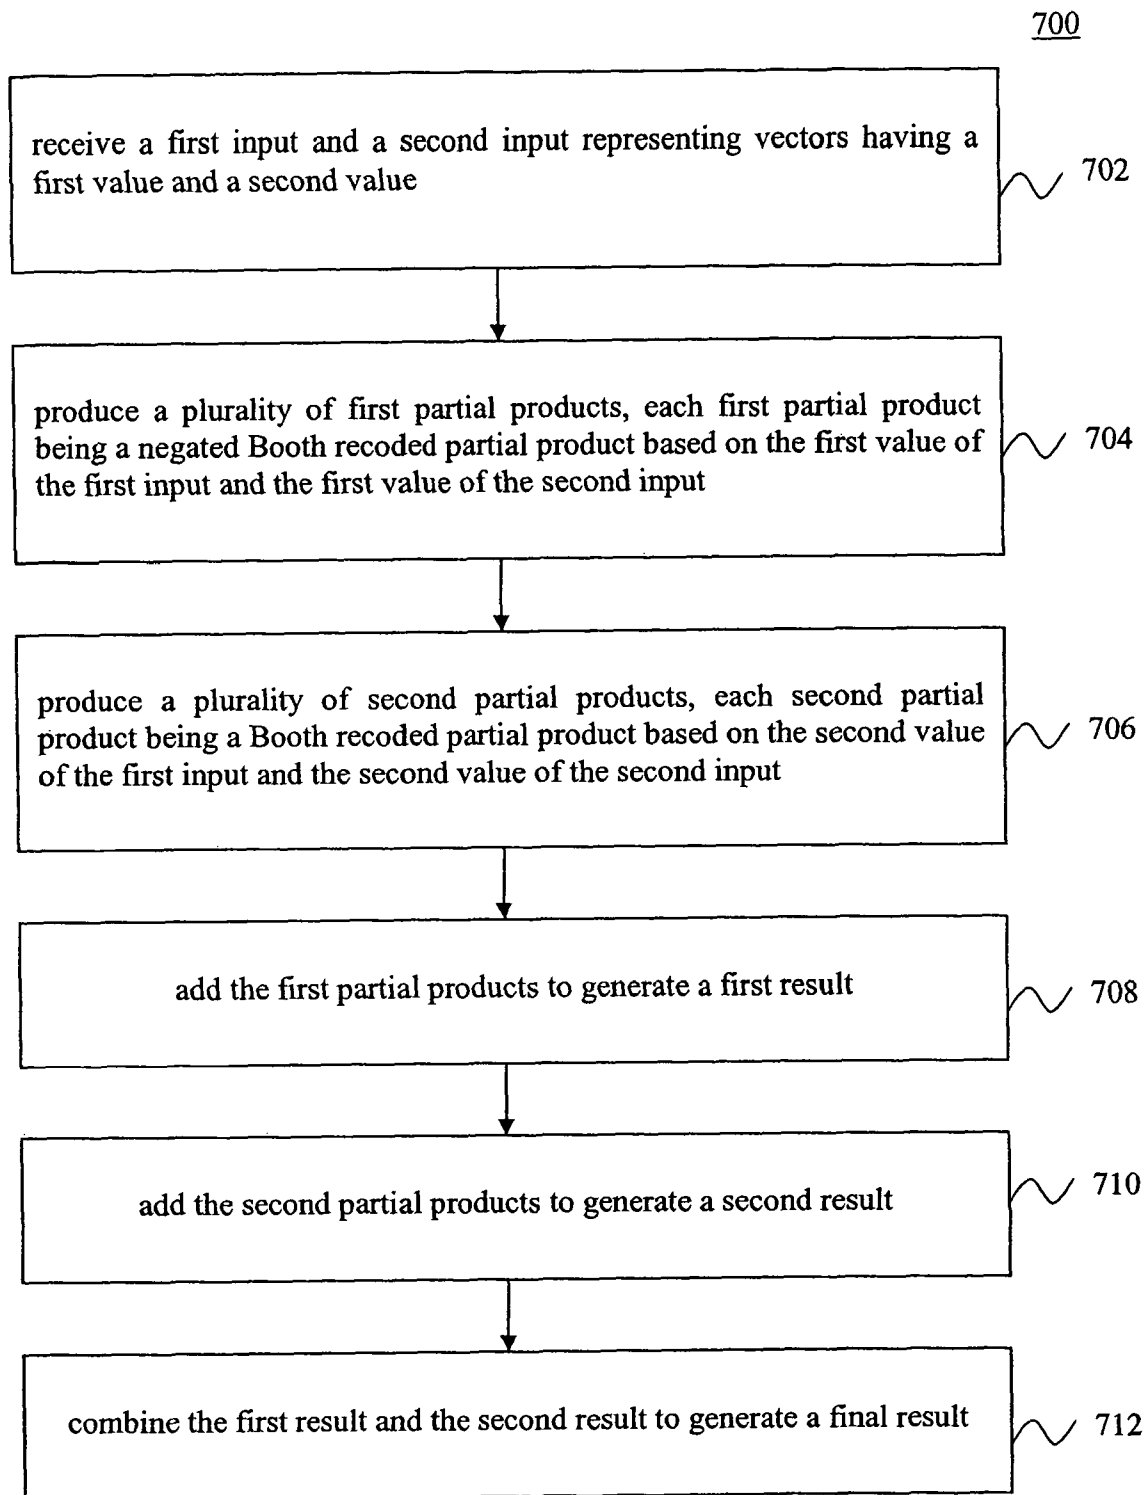 700
receive a first input and a second input representing vectors having a
first value and a second value
702
produce a plurality of first partial products, each first partial product
being a negated Booth recoded partial product based on the first value of
the first input and the first value of the second input
704
produce a plurality of second partial products, each second partial
product being a Booth recoded partial product based on the second value
of the first input and the second value of the second input
706
add the first partial products to generate a first result
708
add the second partial products to generate a second result
710
combine the first result and the second result to generate a final result
712